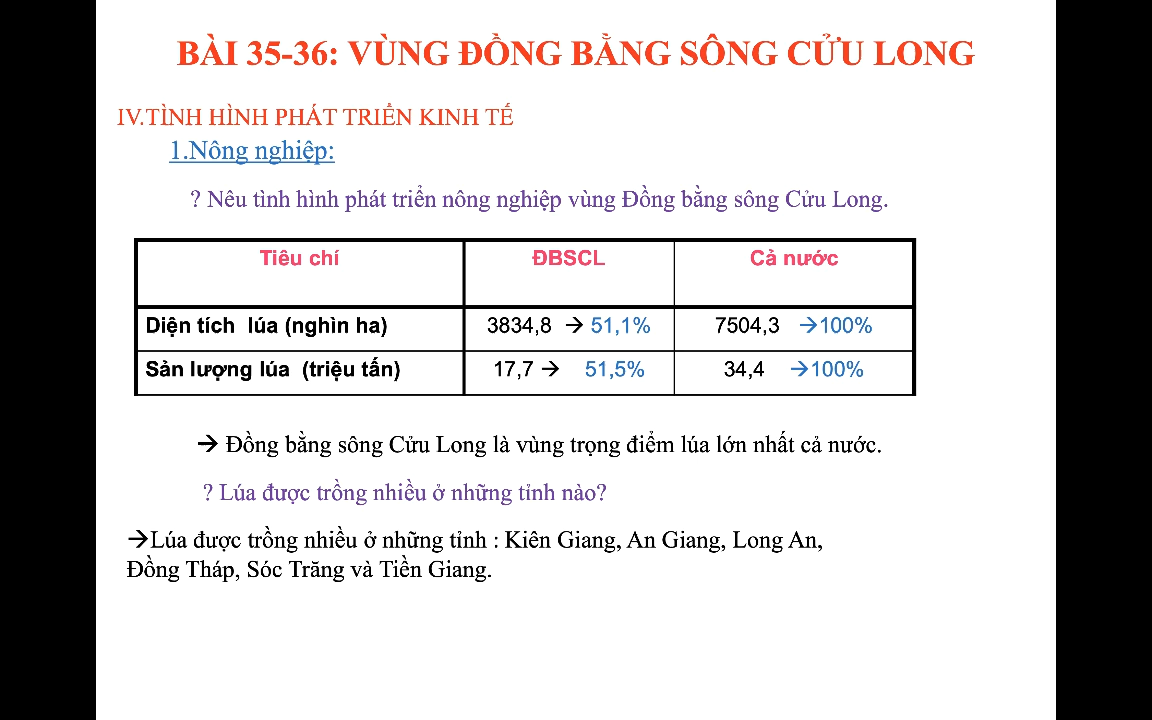 BÀI 35-36: VÙNG ĐỒNG BẰNG SÔNG CỬU LONG
IV.TÌNH HÌNH PHÁT TRIỂN KINH TẾ
1.Nông nghiệp:
? Nêu tình hình phát triển nông nghiệp vùng Đồng bằng sông Cửu Long.
Tiêu chí ĐBSCL Cả nước
Diện tích lúa (nghìn ha) 3834,8 → 51,1% 7504,3 →100%
Sản lượng lúa (triệu tấn) 17,7 → 51,5% 34,4 →100%
→ Đồng bằng sông Cửu Long là vùng trọng điểm lúa lớn nhất cả nước.
? Lúa được trồng nhiều ở những tỉnh nào?
→Lúa được trồng nhiều ở những tỉnh : Kiên Giang, An Giang, Long An,
Đồng Tháp, Sóc Trăng và Tiền Giang.